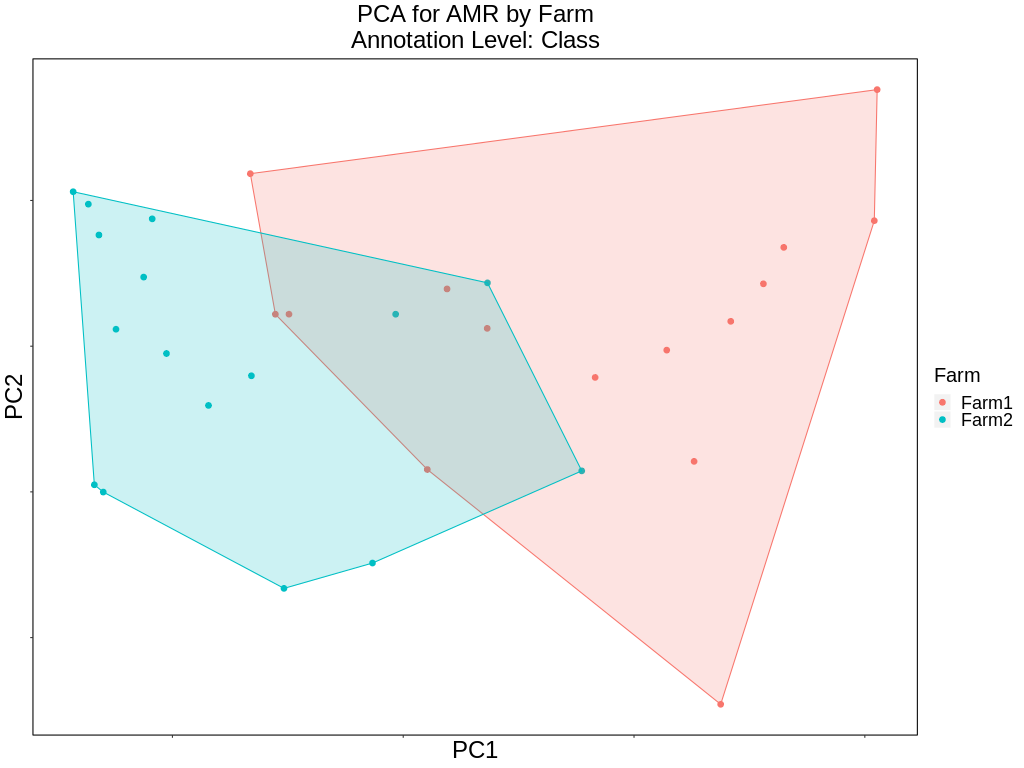 PCA for AMR by Farm
Annotation Level: Class
PC2
PC1
Farm
Farm1
Farm2